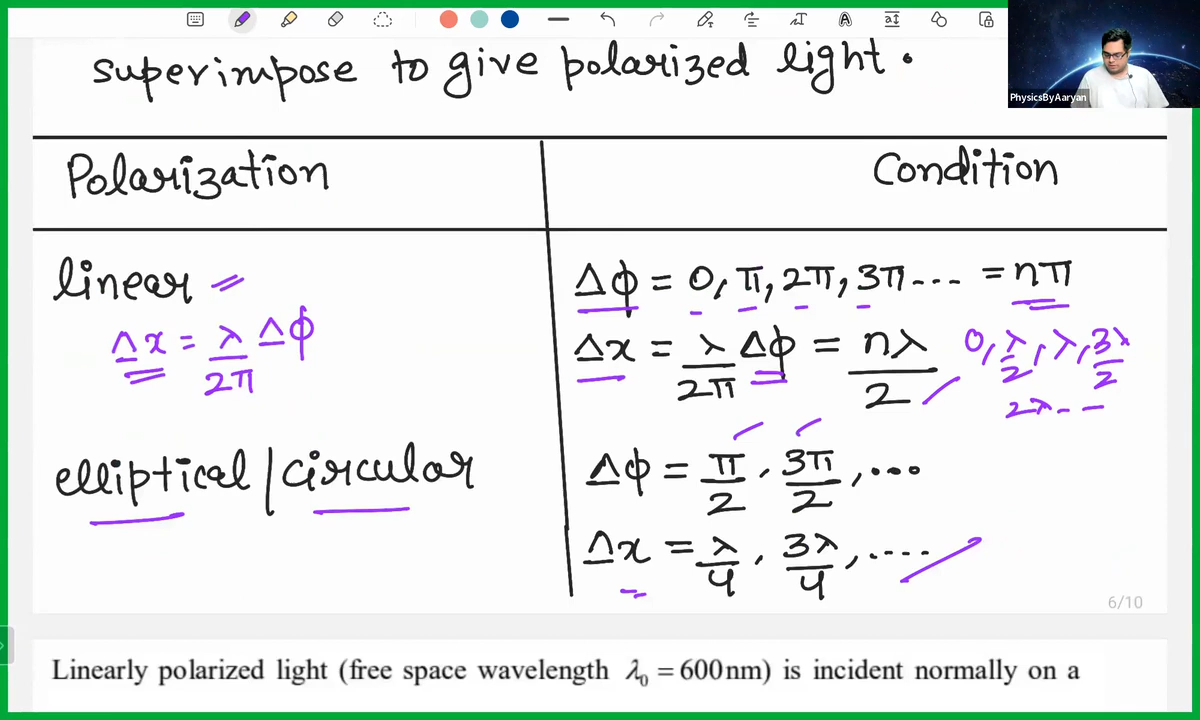 superimpose to give polarized light.
PhysicsByAaryan
Polarization
Condition
linear
Δϕ = 0, π, 2π, 3π... = nπ
Δx = λ/2π Δϕ
Δx = λ/2π Δϕ = nλ/2
0, λ/2, λ, 3λ/2
2λ--
elliptical / circular
Δϕ = π/2, 3π/2, ...
Δx = λ/4, 3λ/4, ....
6/10
Linearly polarized light (free space wavelength λ₀ = 600 nm) is incident normally on a